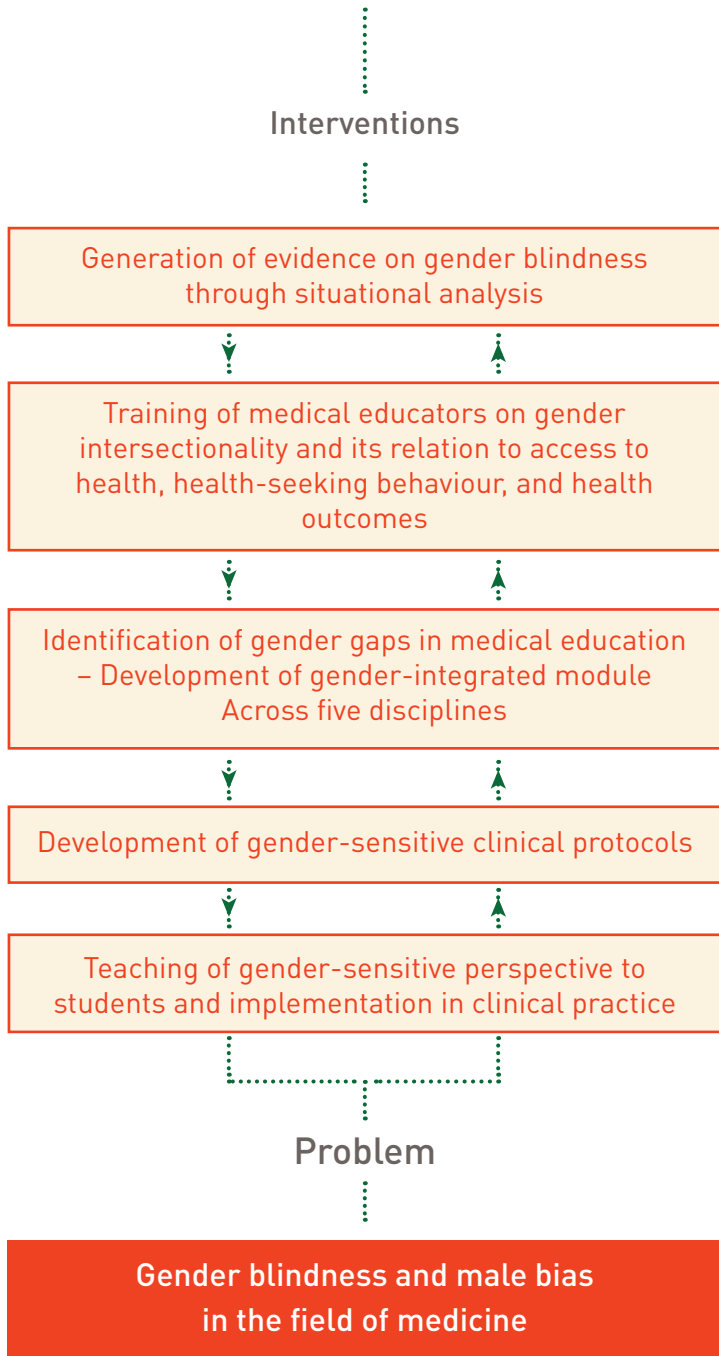 Interventions
Generation of evidence on gender blindness
through situational analysis
Training of medical educators on gender
intersectionality and its relation to access to
health, health-seeking behaviour, and health
outcomes
Identification of gender gaps in medical education
– Development of gender-integrated module
Across five disciplines
Development of gender-sensitive clinical protocols
Teaching of gender-sensitive perspective to
students and implementation in clinical practice
Problem
Gender blindness and male bias
in the field of medicine